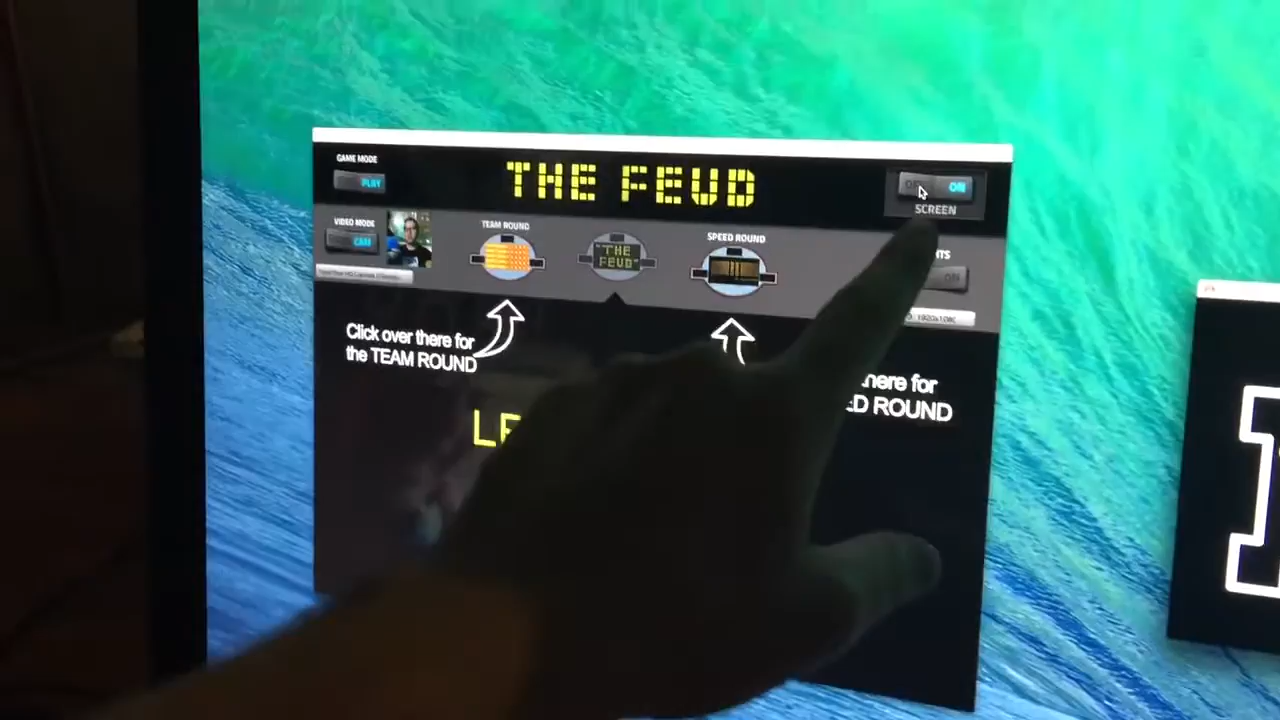 GAME MODE
PLAY
THE FEUD
ON
SCREEN
VIDEO MODE
CAM
TEAM ROUND
"THE
FEUD"
SPEED ROUND
ON
Click over there for
the TEAM ROUND
here for
ED ROUND
LE